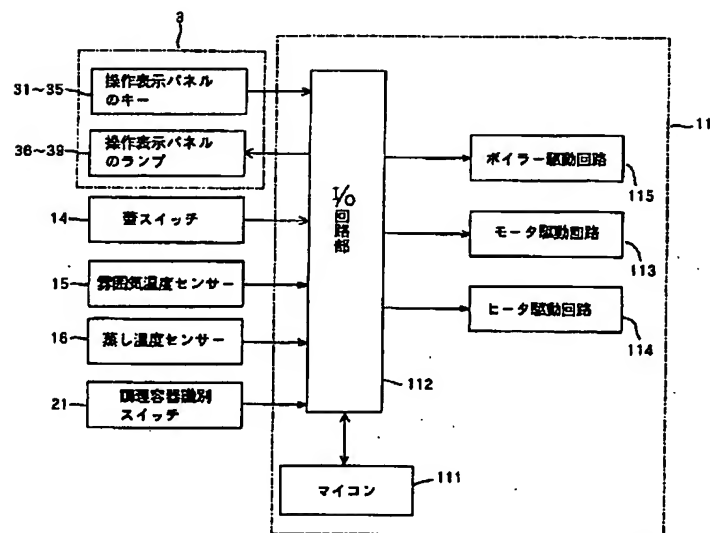 3
31〜35
操作表示パネル
のキー
11
36〜39
操作表示パネル
のランプ
ボイラー駆動回路
115
14
蓋スイッチ
I/O回路部
モータ駆動回路
113
15
雰囲気温度センサー
ヒータ駆動回路
114
16
蒸し温度センサー
112
21
調理容器識別
スイッチ
マイコン
111